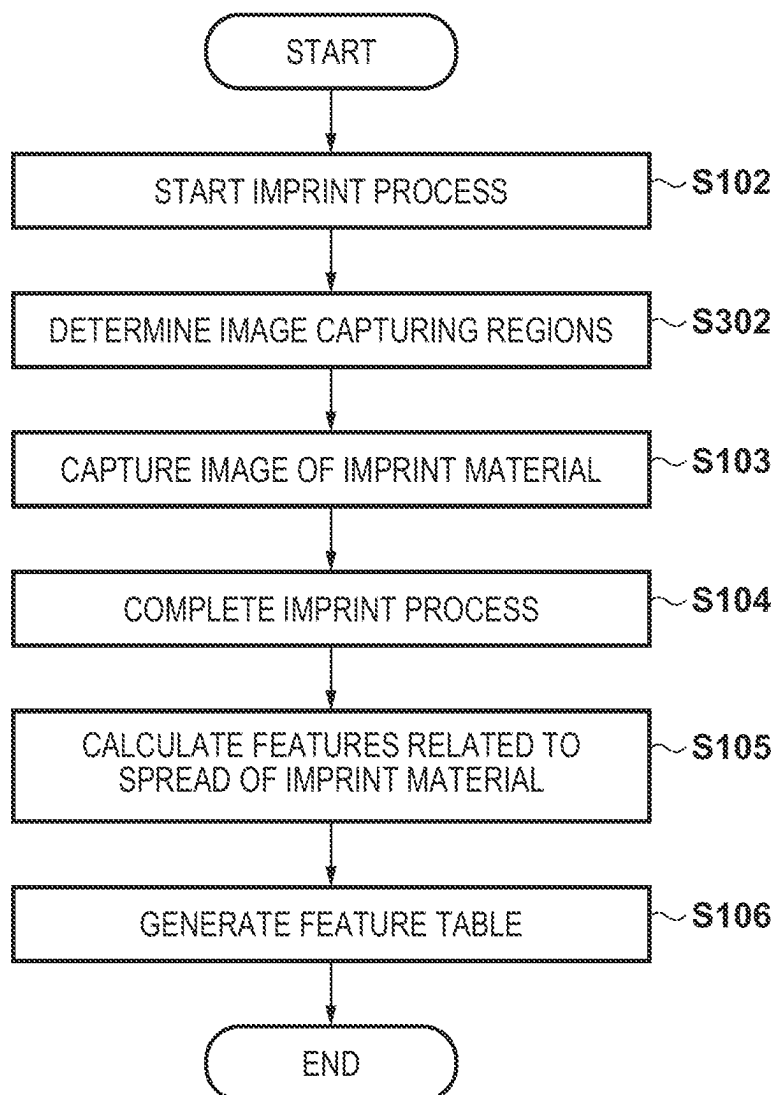 START
START IMPRINT PROCESS
S102
DETERMINE IMAGE CAPTURING REGIONS
S302
CAPTURE IMAGE OF IMPRINT MATERIAL
S103
COMPLETE IMPRINT PROCESS
S104
CALCULATE FEATURES RELATED TO
SPREAD OF IMPRINT MATERIAL
S105
GENERATE FEATURE TABLE
S106
END